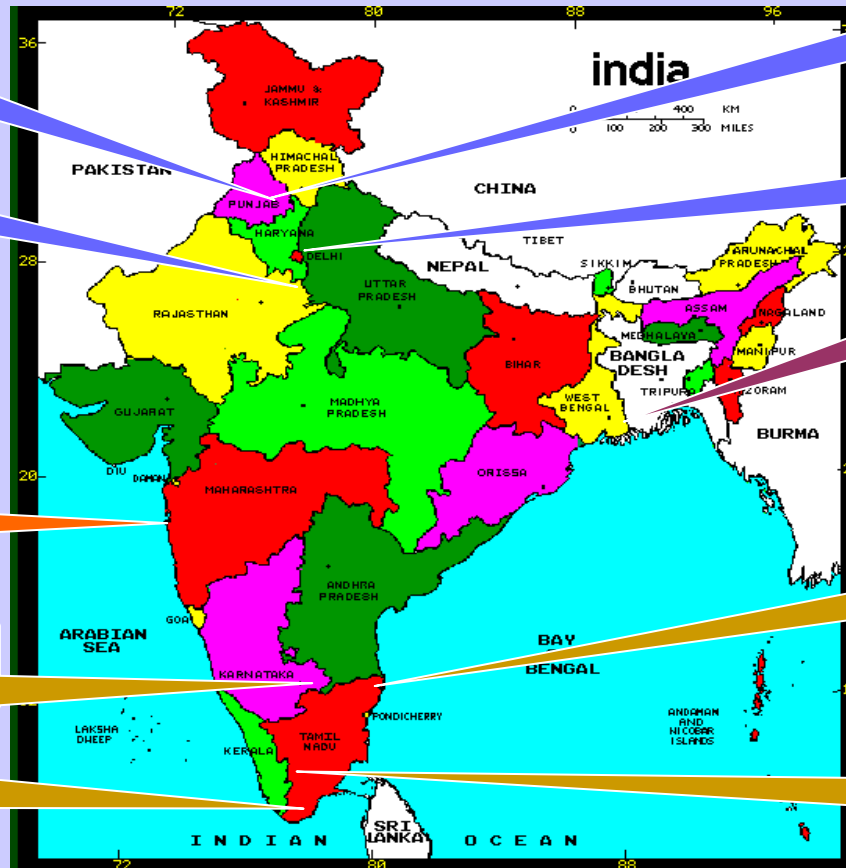 72 80 88 96
36
india
0 400 KM
0 100 200 300 MILES
JAMMU &
KASHMIR
HIMACHAL
PRADESH
PAKISTAN
PUNJAB
CHINA
HARYANA
TIBET
DELHI
NEPAL
SIKKIM
ARUNACHAL
PRADESH
28
BHUTAN
UTTAR
PRADESH
RAJASTHAN
ASSAM
NAGALAND
MEGHALAYA
BANGLA
DESH
MANIPUR
BIHAR
TRIPURA
ZORAM
WEST
BENGAL
MADHYA
PRADESH
GUJARAT
BURMA
DIU
DAMAN
20
MAHARASHTRA
ORISSA
ANDHRA
PRADESH
GOA
ARABIAN
SEA
BAY
BENGAL
KARNATAKA
PONDICHERRY
LAKSHA
DWEEP
ANDAMAN
AND
NICOBAR
ISLANDS
TAMIL
NADU
KERALA
SRI
LANKA
INDIAN OCEAN
72 80 88